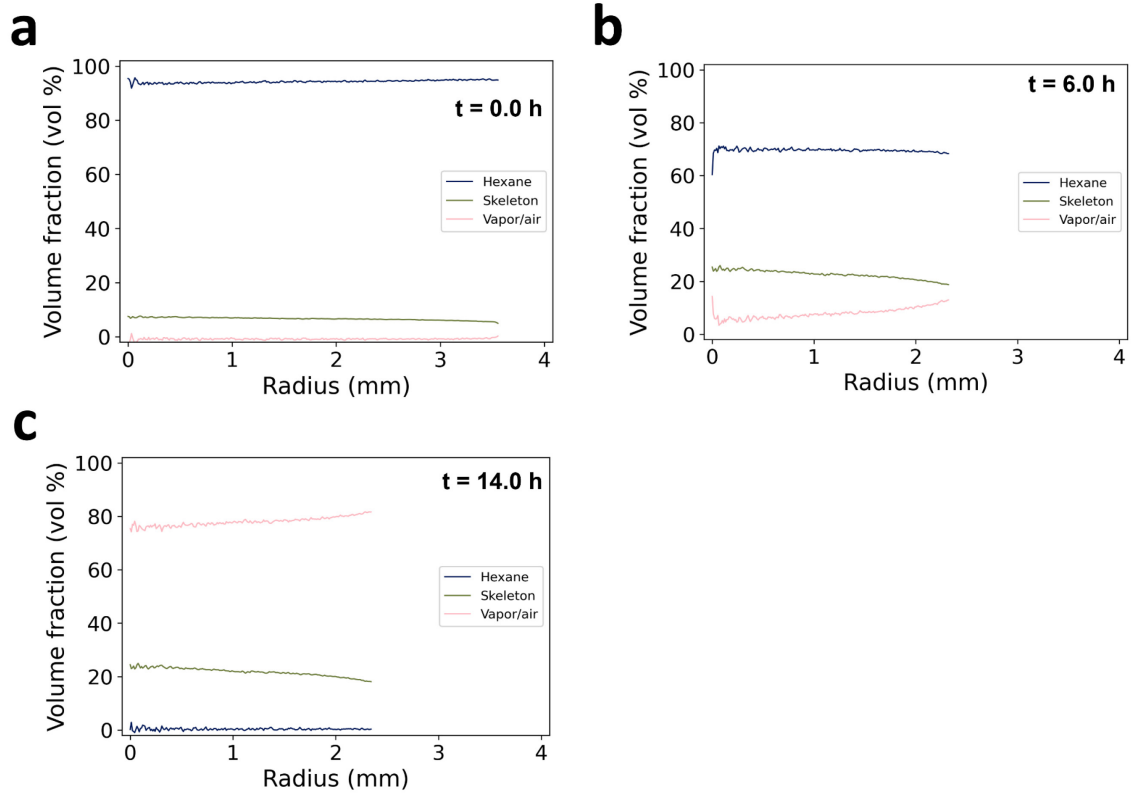 a
100
80
60
40
20
0
Volume fraction (vol %)
t = 0.0 h
Hexane
Skeleton
Vapor/air
0 1 2 3 4
Radius (mm)
b
100
80
60
40
20
0
Volume fraction (vol %)
t = 6.0 h
Hexane
Skeleton
Vapor/air
0 1 2 3 4
Radius (mm)
c
100
80
60
40
20
0
Volume fraction (vol %)
t = 14.0 h
Hexane
Skeleton
Vapor/air
0 1 2 3 4
Radius (mm)